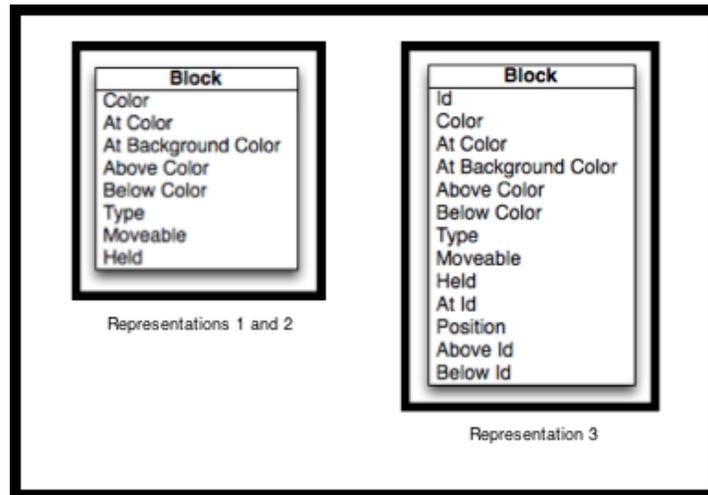 Block
Color
At Color
At Background Color
Above Color
Below Color
Type
Moveable
Held
Representations 1 and 2
Block
Id
Color
At Color
At Background Color
Above Color
Below Color
Type
Moveable
Held
At Id
Position
Above Id
Below Id
Representation 3